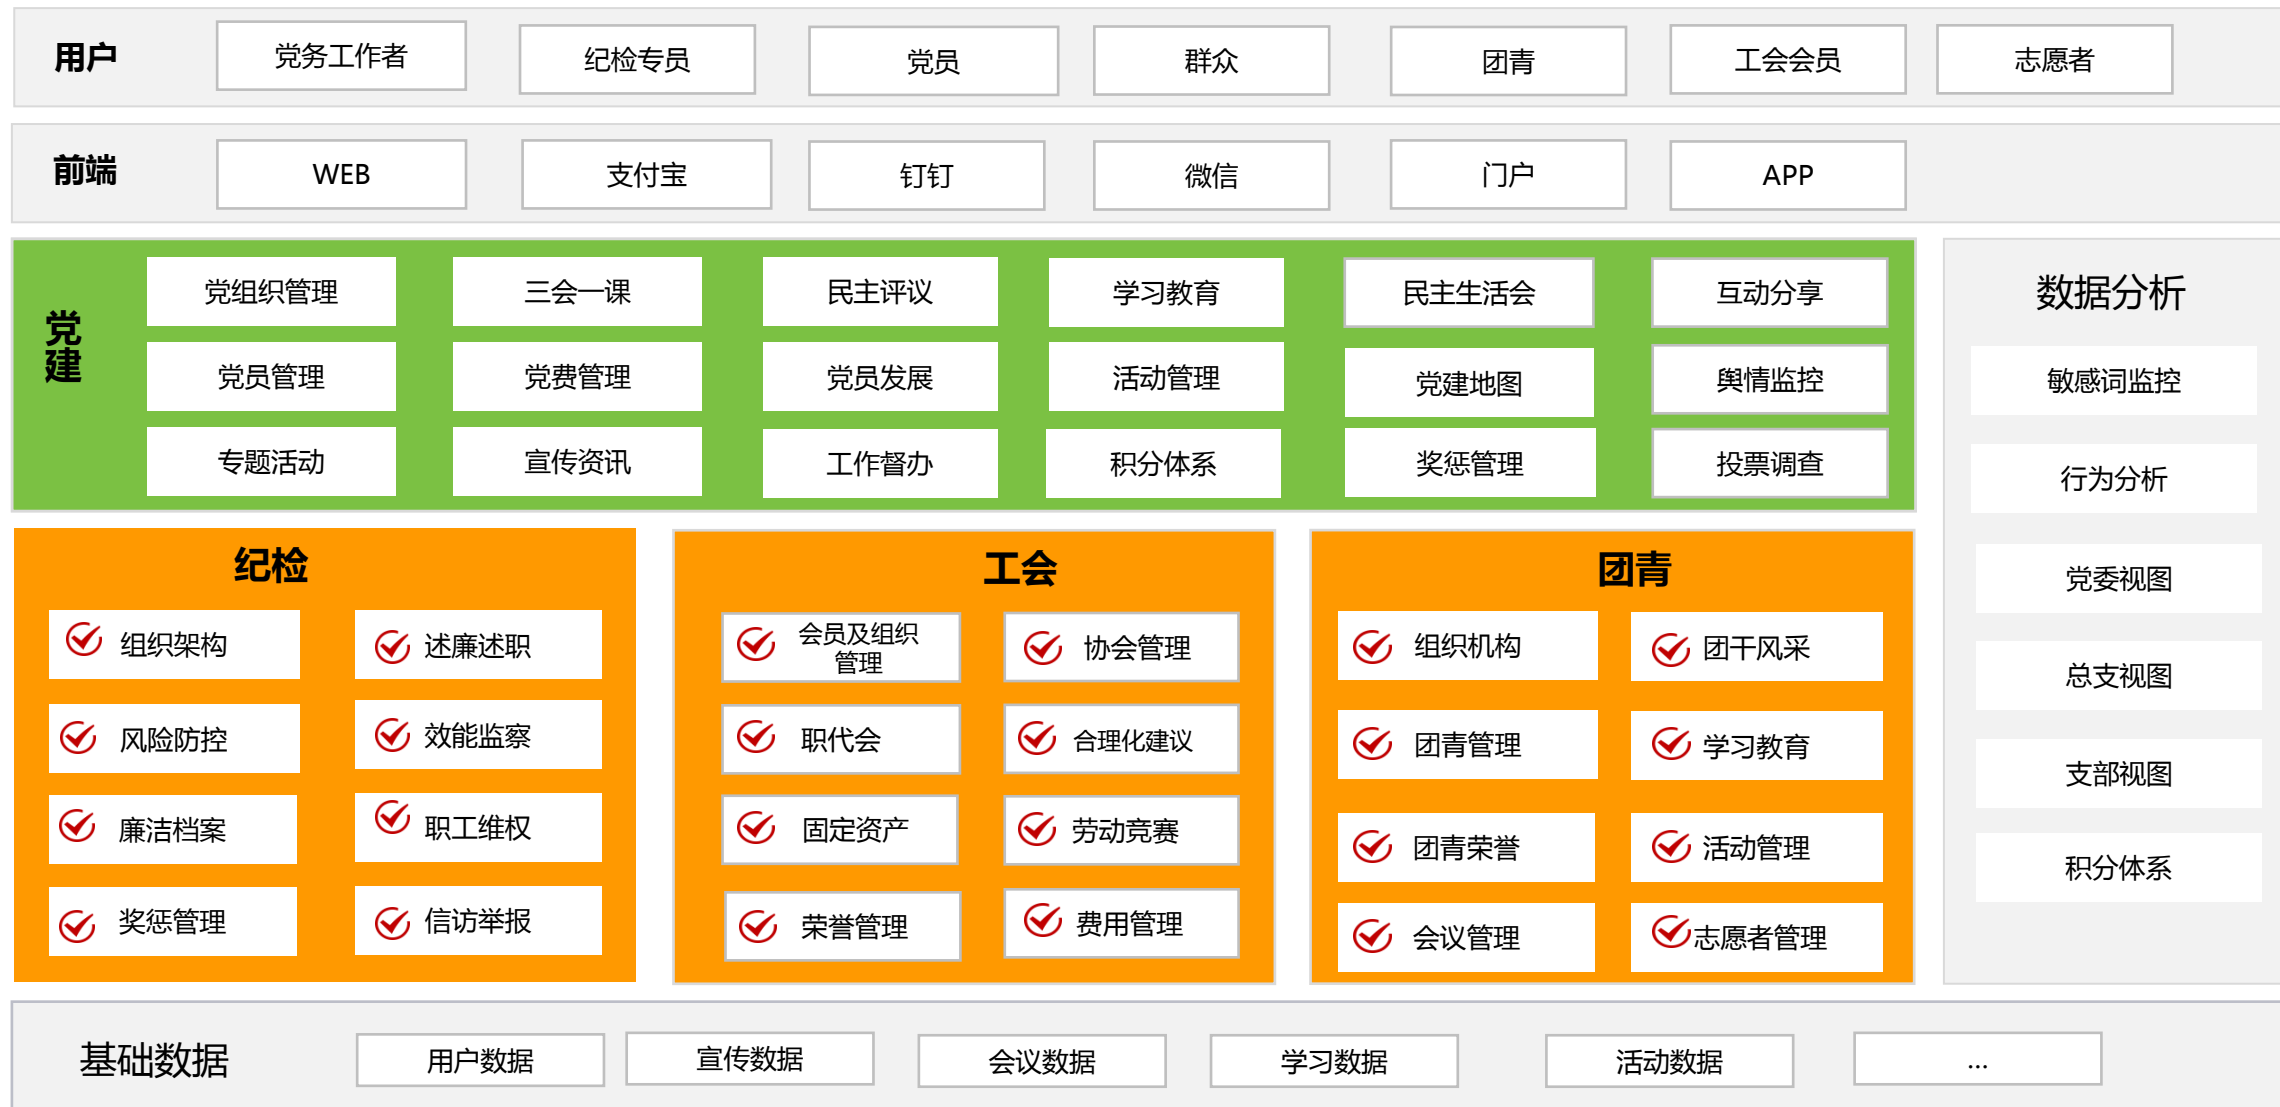 用户
党务工作者
纪检专员
党员
群众
团青
工会会员
志愿者
前端
WEB
支付宝
钉钉
微信
门户
APP
党建
党组织管理
三会一课
民主评议
学习教育
民主生活会
互动分享
党员管理
党费管理
党员发展
活动管理
党建地图
舆情监控
专题活动
宣传资讯
工作督办
积分体系
奖惩管理
投票调查
数据分析
敏感词监控
行为分析
党委视图
总支视图
支部视图
积分体系
纪检
组织架构
述廉述职
风险防控
效能监察
廉洁档案
职工维权
奖惩管理
信访举报
工会
会员及组织
管理
协会管理
职代会
合理化建议
固定资产
劳动竞赛
荣誉管理
费用管理
团青
组织机构
团干风采
团青管理
学习教育
团青荣誉
活动管理
会议管理
志愿者管理
基础数据
用户数据
宣传数据
会议数据
学习数据
活动数据
...